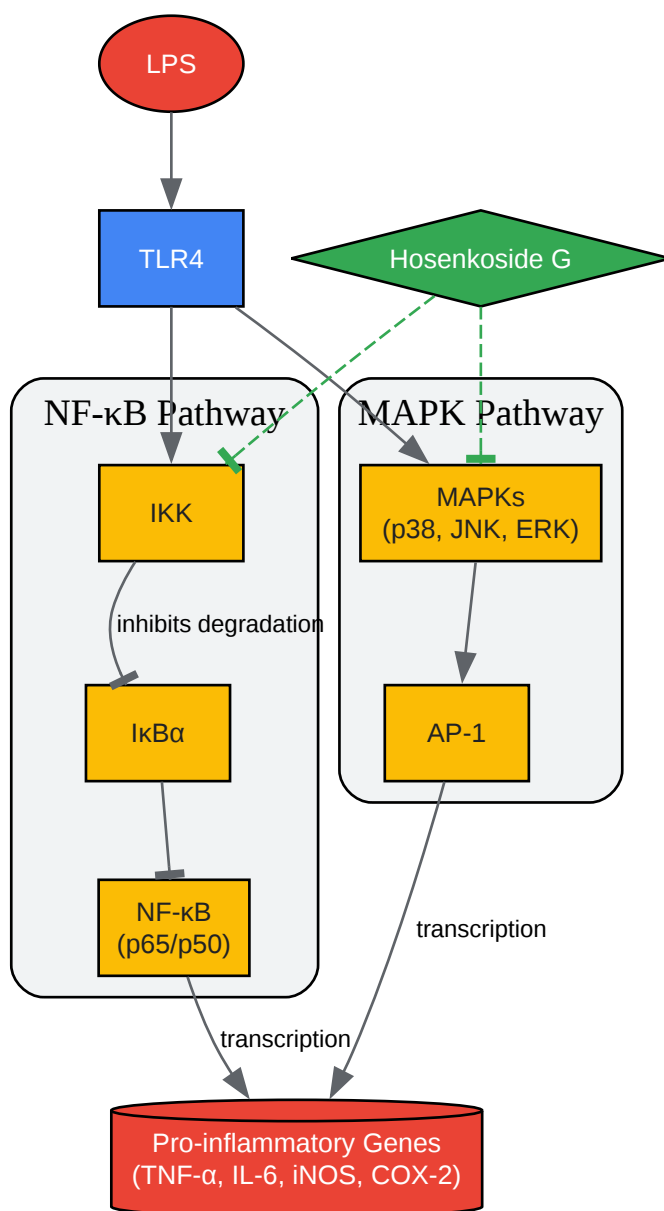 LPS
TLR4
Hosenkoside G
NF-κB Pathway
MAPK Pathway
IKK
MAPKs
(p38, JNK, ERK)
inhibits degradation
IκBα
AP-1
NF-κB
(p65/p50)
transcription
transcription
Pro-inflammatory Genes
(TNF-α, IL-6, iNOS, COX-2)